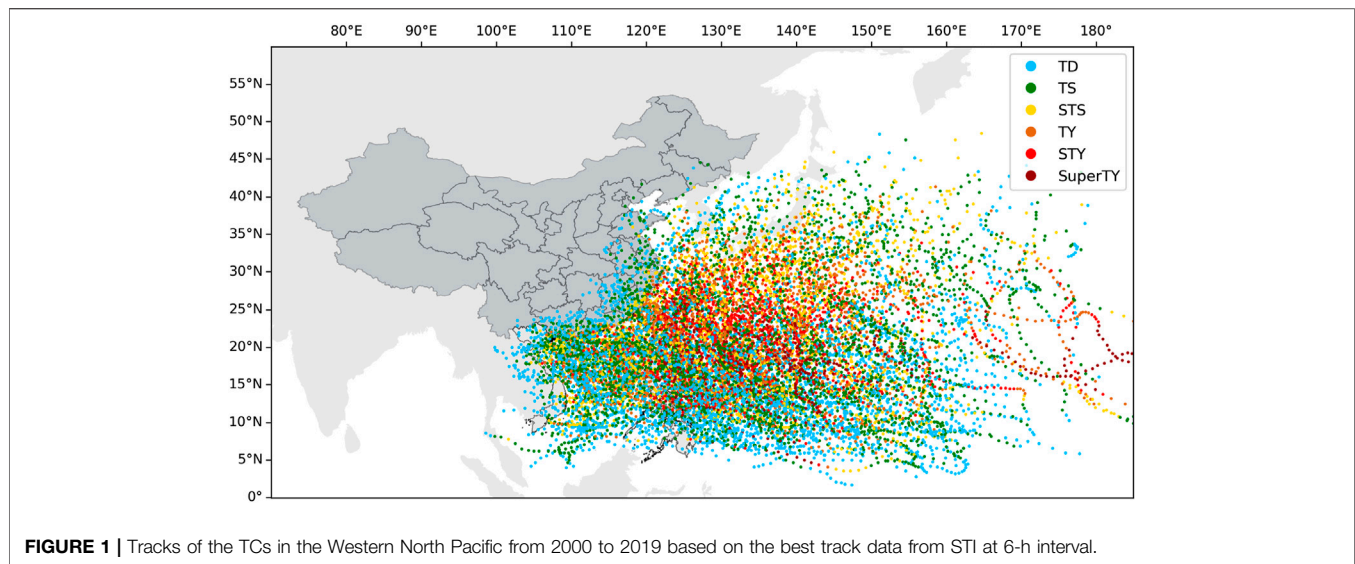 80°E 90°E 100°E 110°E 120°E 130°E 140°E 150°E 160°E 170°E 180°
55°N
50°N
45°N
40°N
35°N
30°N
25°N
20°N
15°N
10°N
5°N
0°
TD
TS
STS
TY
STY
SuperTY
FIGURE 1 | Tracks of the TCs in the Western North Pacific from 2000 to 2019 based on the best track data from STI at 6-h interval.